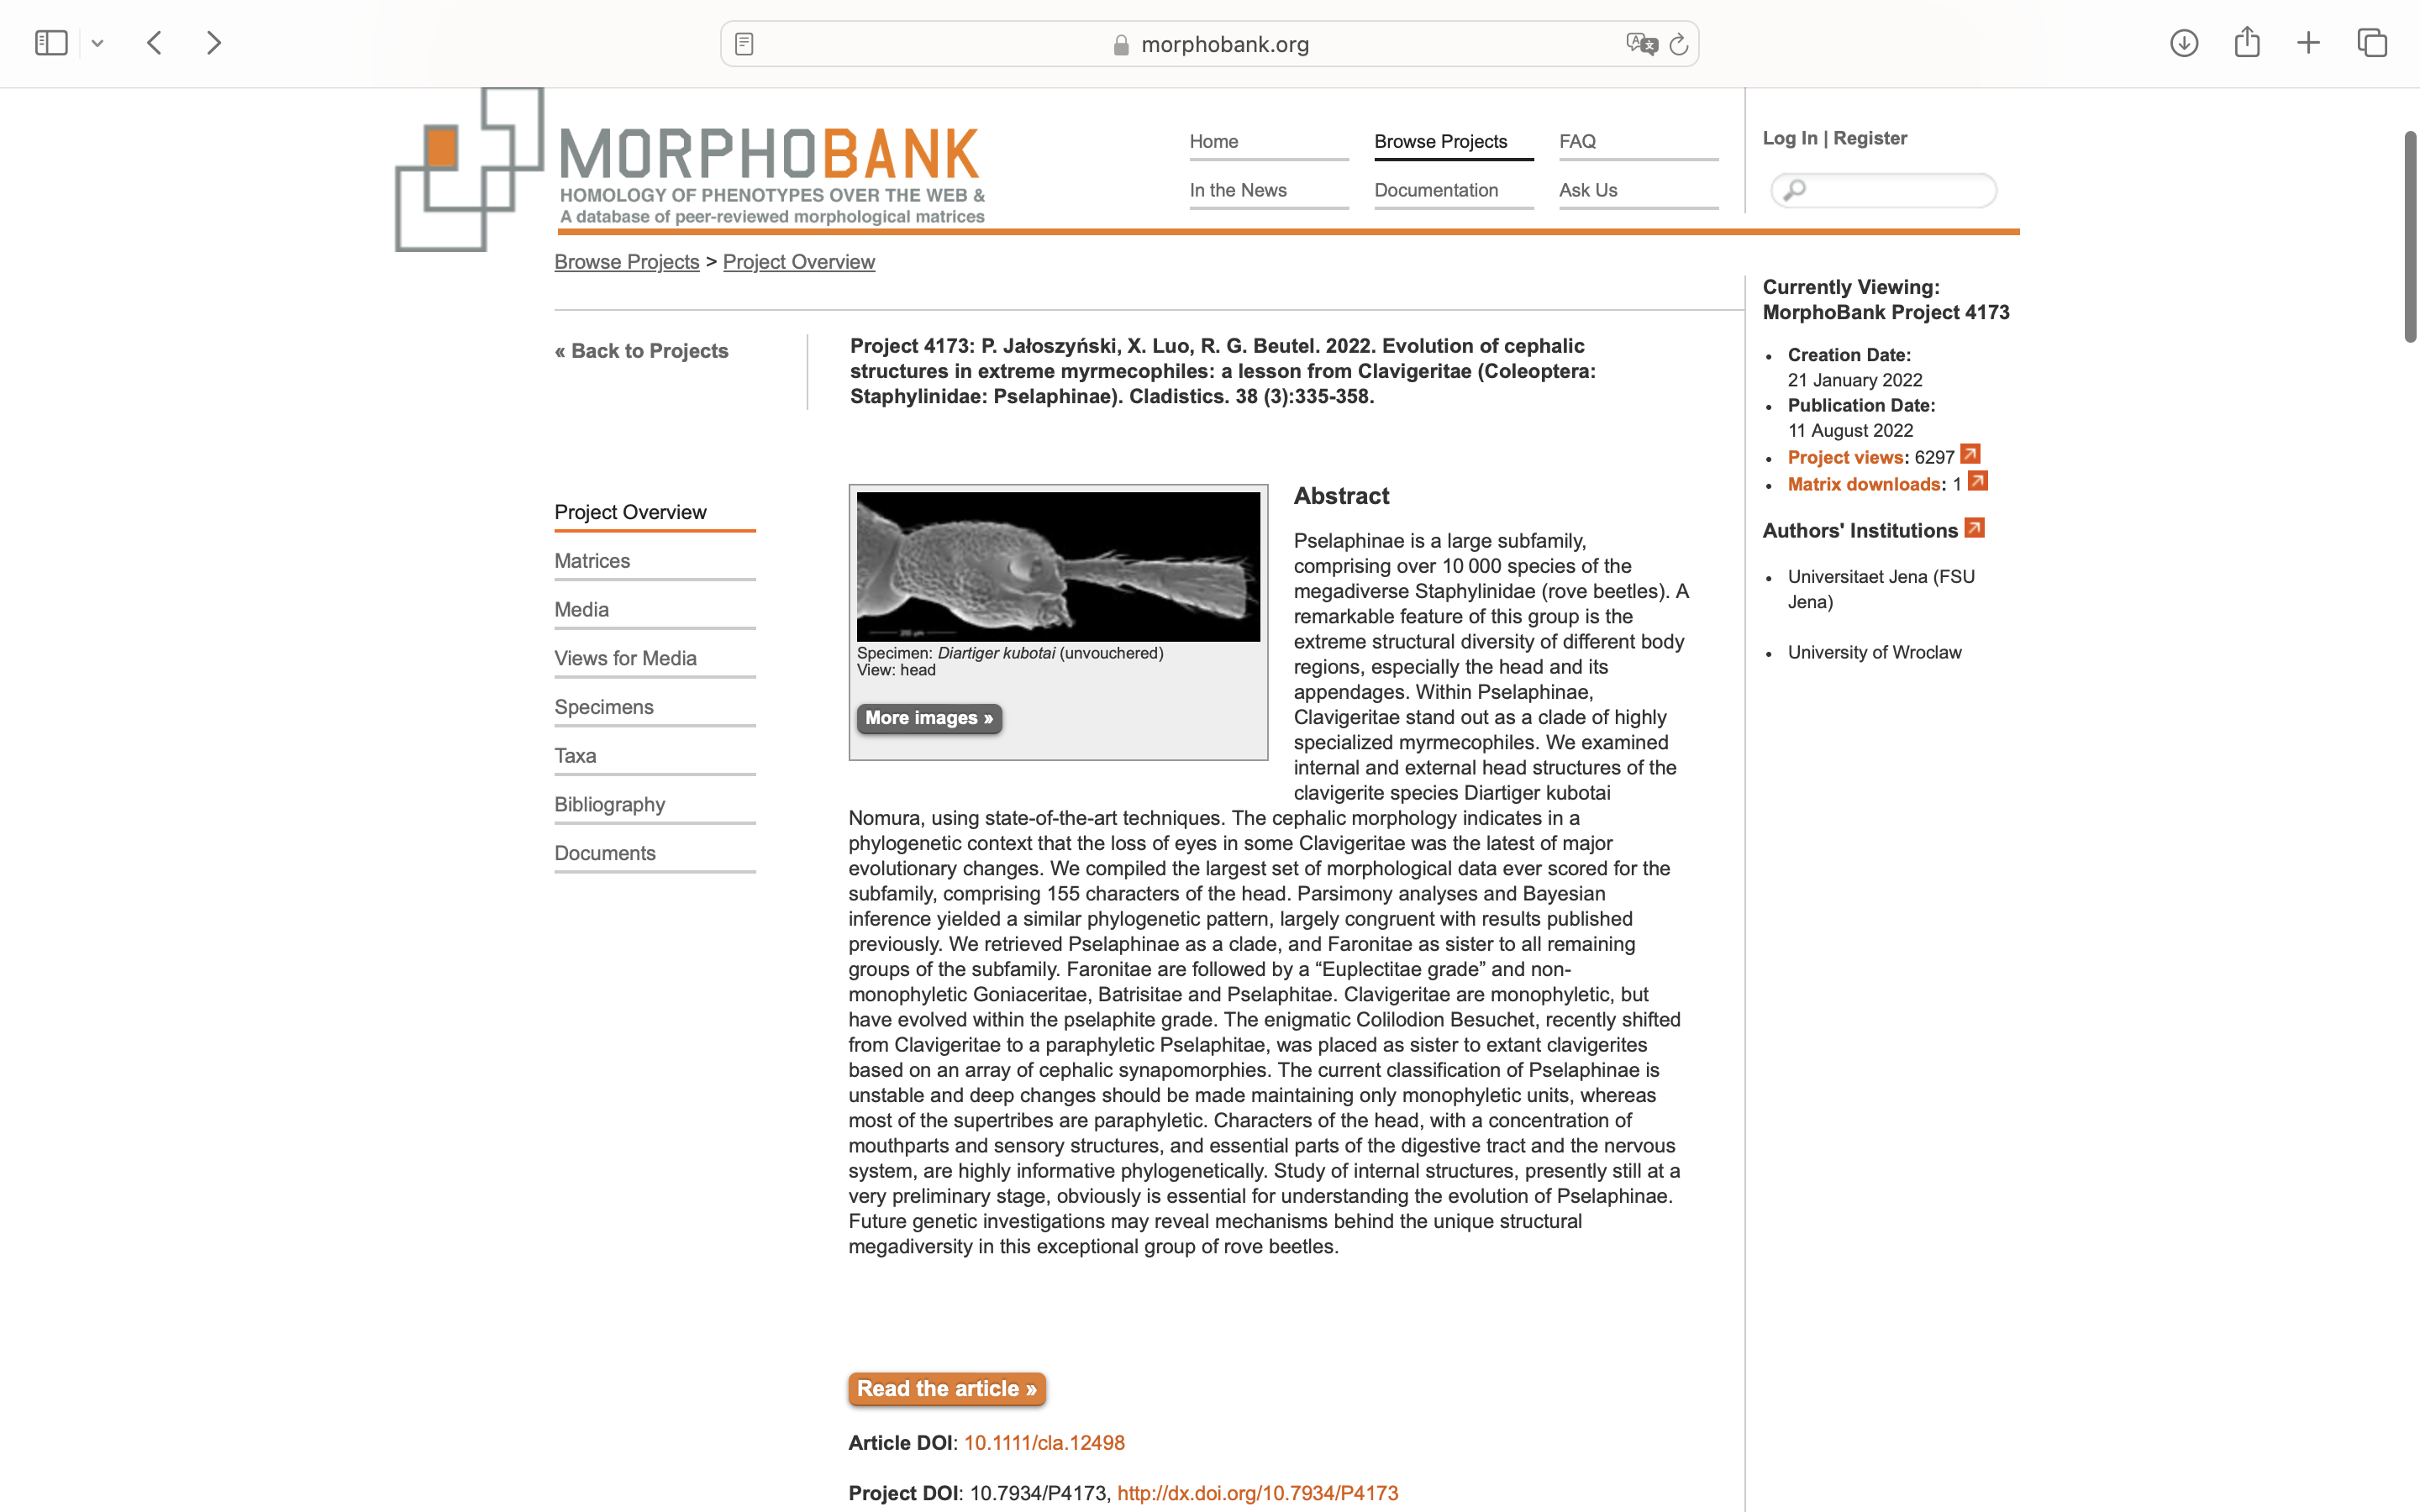 morphobank.org
MORPHOBANK
HOMOLOGY OF PHENOTYPES OVER THE WEB &
A database of peer-reviewed morphological matrices
Home
Browse Projects
FAQ
In the News
Documentation
Ask Us
Log In | Register
Browse Projects > Project Overview
« Back to Projects
Project 4173: P. Jałoszyński, X. Luo, R. G. Beutel. 2022. Evolution of cephalic
structures in extreme myrmecophiles: a lesson from Clavigeritae (Coleoptera:
Staphylinidae: Pselaphinae). Cladistics. 38 (3):335-358.
Project Overview
Matrices
Media
Views for Media
Specimens
Taxa
Bibliography
Documents
Specimen: Diartiger kubotai (unvouchered)
View: head
More images »
Abstract
Pselaphinae is a large subfamily,
comprising over 10 000 species of the
megadiverse Staphylinidae (rove beetles). A
remarkable feature of this group is the
extreme structural diversity of different body
regions, especially the head and its
appendages. Within Pselaphinae,
Clavigeritae stand out as a clade of highly
specialized myrmecophiles. We examined
internal and external head structures of the
clavigerite species Diartiger kubotai
Nomura, using state-of-the-art techniques. The cephalic morphology indicates in a
phylogenetic context that the loss of eyes in some Clavigeritae was the latest of major
evolutionary changes. We compiled the largest set of morphological data ever scored for the
subfamily, comprising 155 characters of the head. Parsimony analyses and Bayesian
inference yielded a similar phylogenetic pattern, largely congruent with results published
previously. We retrieved Pselaphinae as a clade, and Faronitae as sister to all remaining
groups of the subfamily. Faronitae are followed by a “Euplectitae grade” and non-
monophyletic Goniaceritae, Batrisitae and Pselaphitae. Clavigeritae are monophyletic, but
have evolved within the pselaphite grade. The enigmatic Colilodion Besuchet, recently shifted
from Clavigeritae to a paraphyletic Pselaphitae, was placed as sister to extant clavigerites
based on an array of cephalic synapomorphies. The current classification of Pselaphinae is
unstable and deep changes should be made maintaining only monophyletic units, whereas
most of the supertribes are paraphyletic. Characters of the head, with a concentration of
mouthparts and sensory structures, and essential parts of the digestive tract and the nervous
system, are highly informative phylogenetically. Study of internal structures, presently still at a
very preliminary stage, obviously is essential for understanding the evolution of Pselaphinae.
Future genetic investigations may reveal mechanisms behind the unique structural
megadiversity in this exceptional group of rove beetles.
Read the article »
Article DOI: 10.1111/cla.12498
Project DOI: 10.7934/P4173, http://dx.doi.org/10.7934/P4173
Currently Viewing:
MorphoBank Project 4173
• Creation Date:
21 January 2022
• Publication Date:
11 August 2022
• Project views: 6297
• Matrix downloads: 1
Authors' Institutions
• Universitaet Jena (FSU
Jena)
• University of Wroclaw